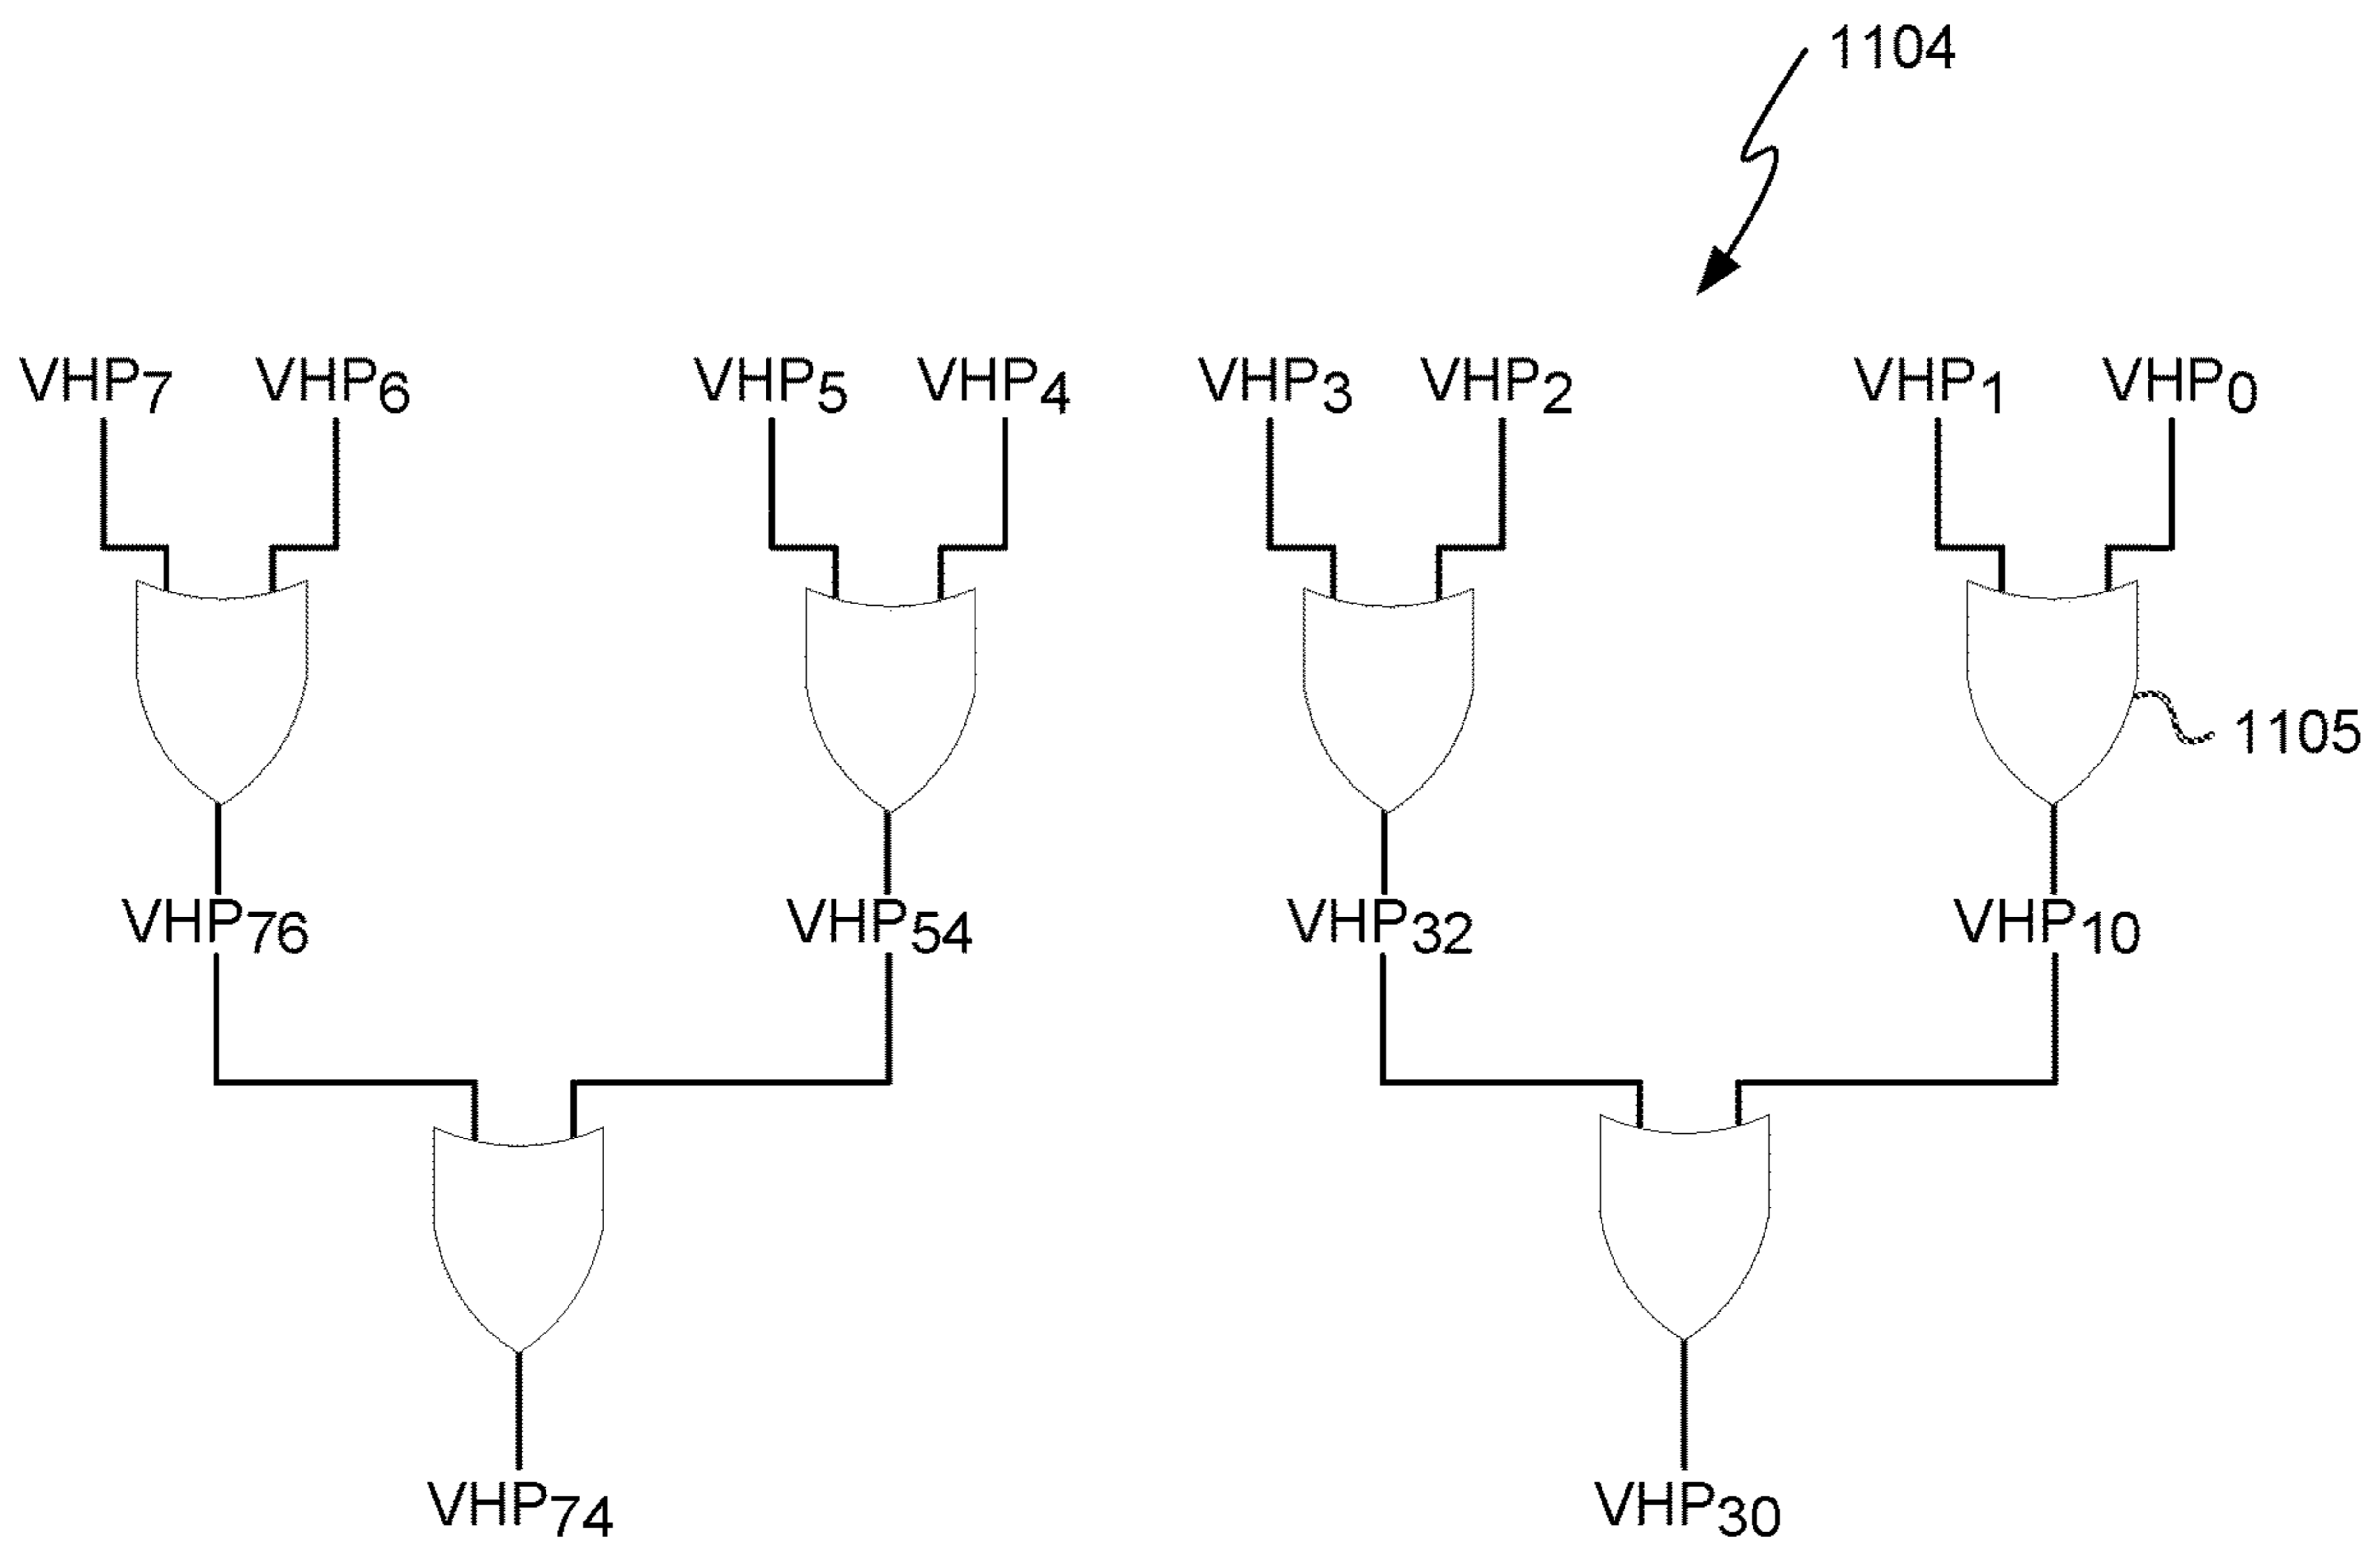 1104
VHP7 VHP6 VHP5 VHP4 VHP3 VHP2 VHP1 VHP0
1105
VHP76 VHP54 VHP32 VHP10
VHP74 VHP30